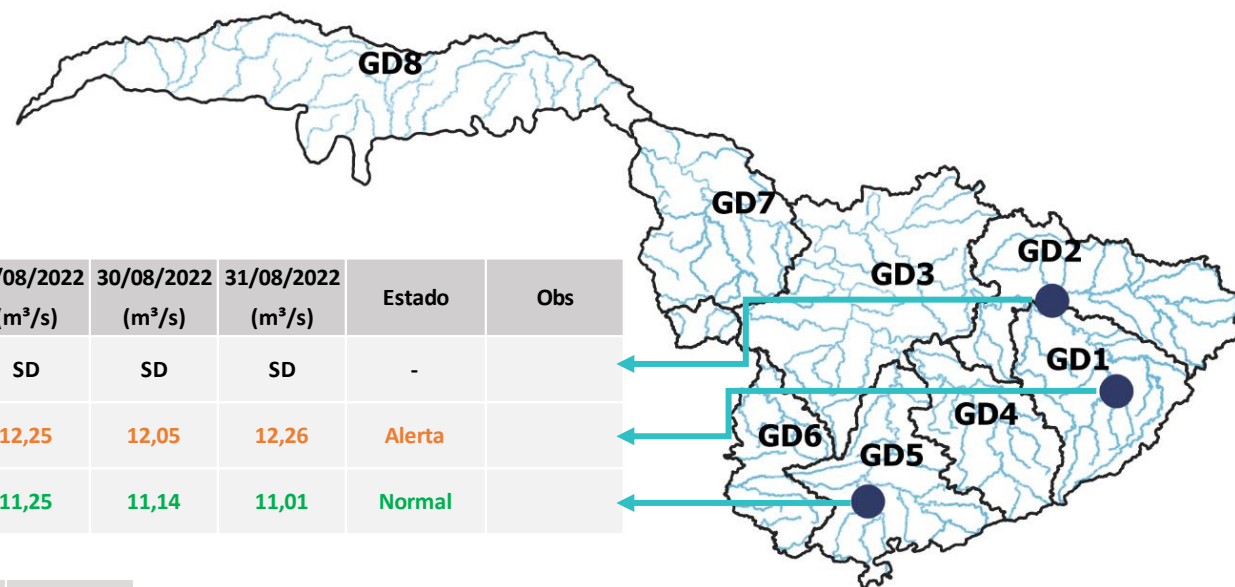 GD8
GD7
GD2
GD3
GD1
GD4
GD6
GD5
/08/2022 30/08/2022 31/08/2022 Estado Obs
(m³/s) (m³/s) (m³/s)
SD SD SD -
12,25 12,05 12,26 Alerta
11,25 11,14 11,01 Normal